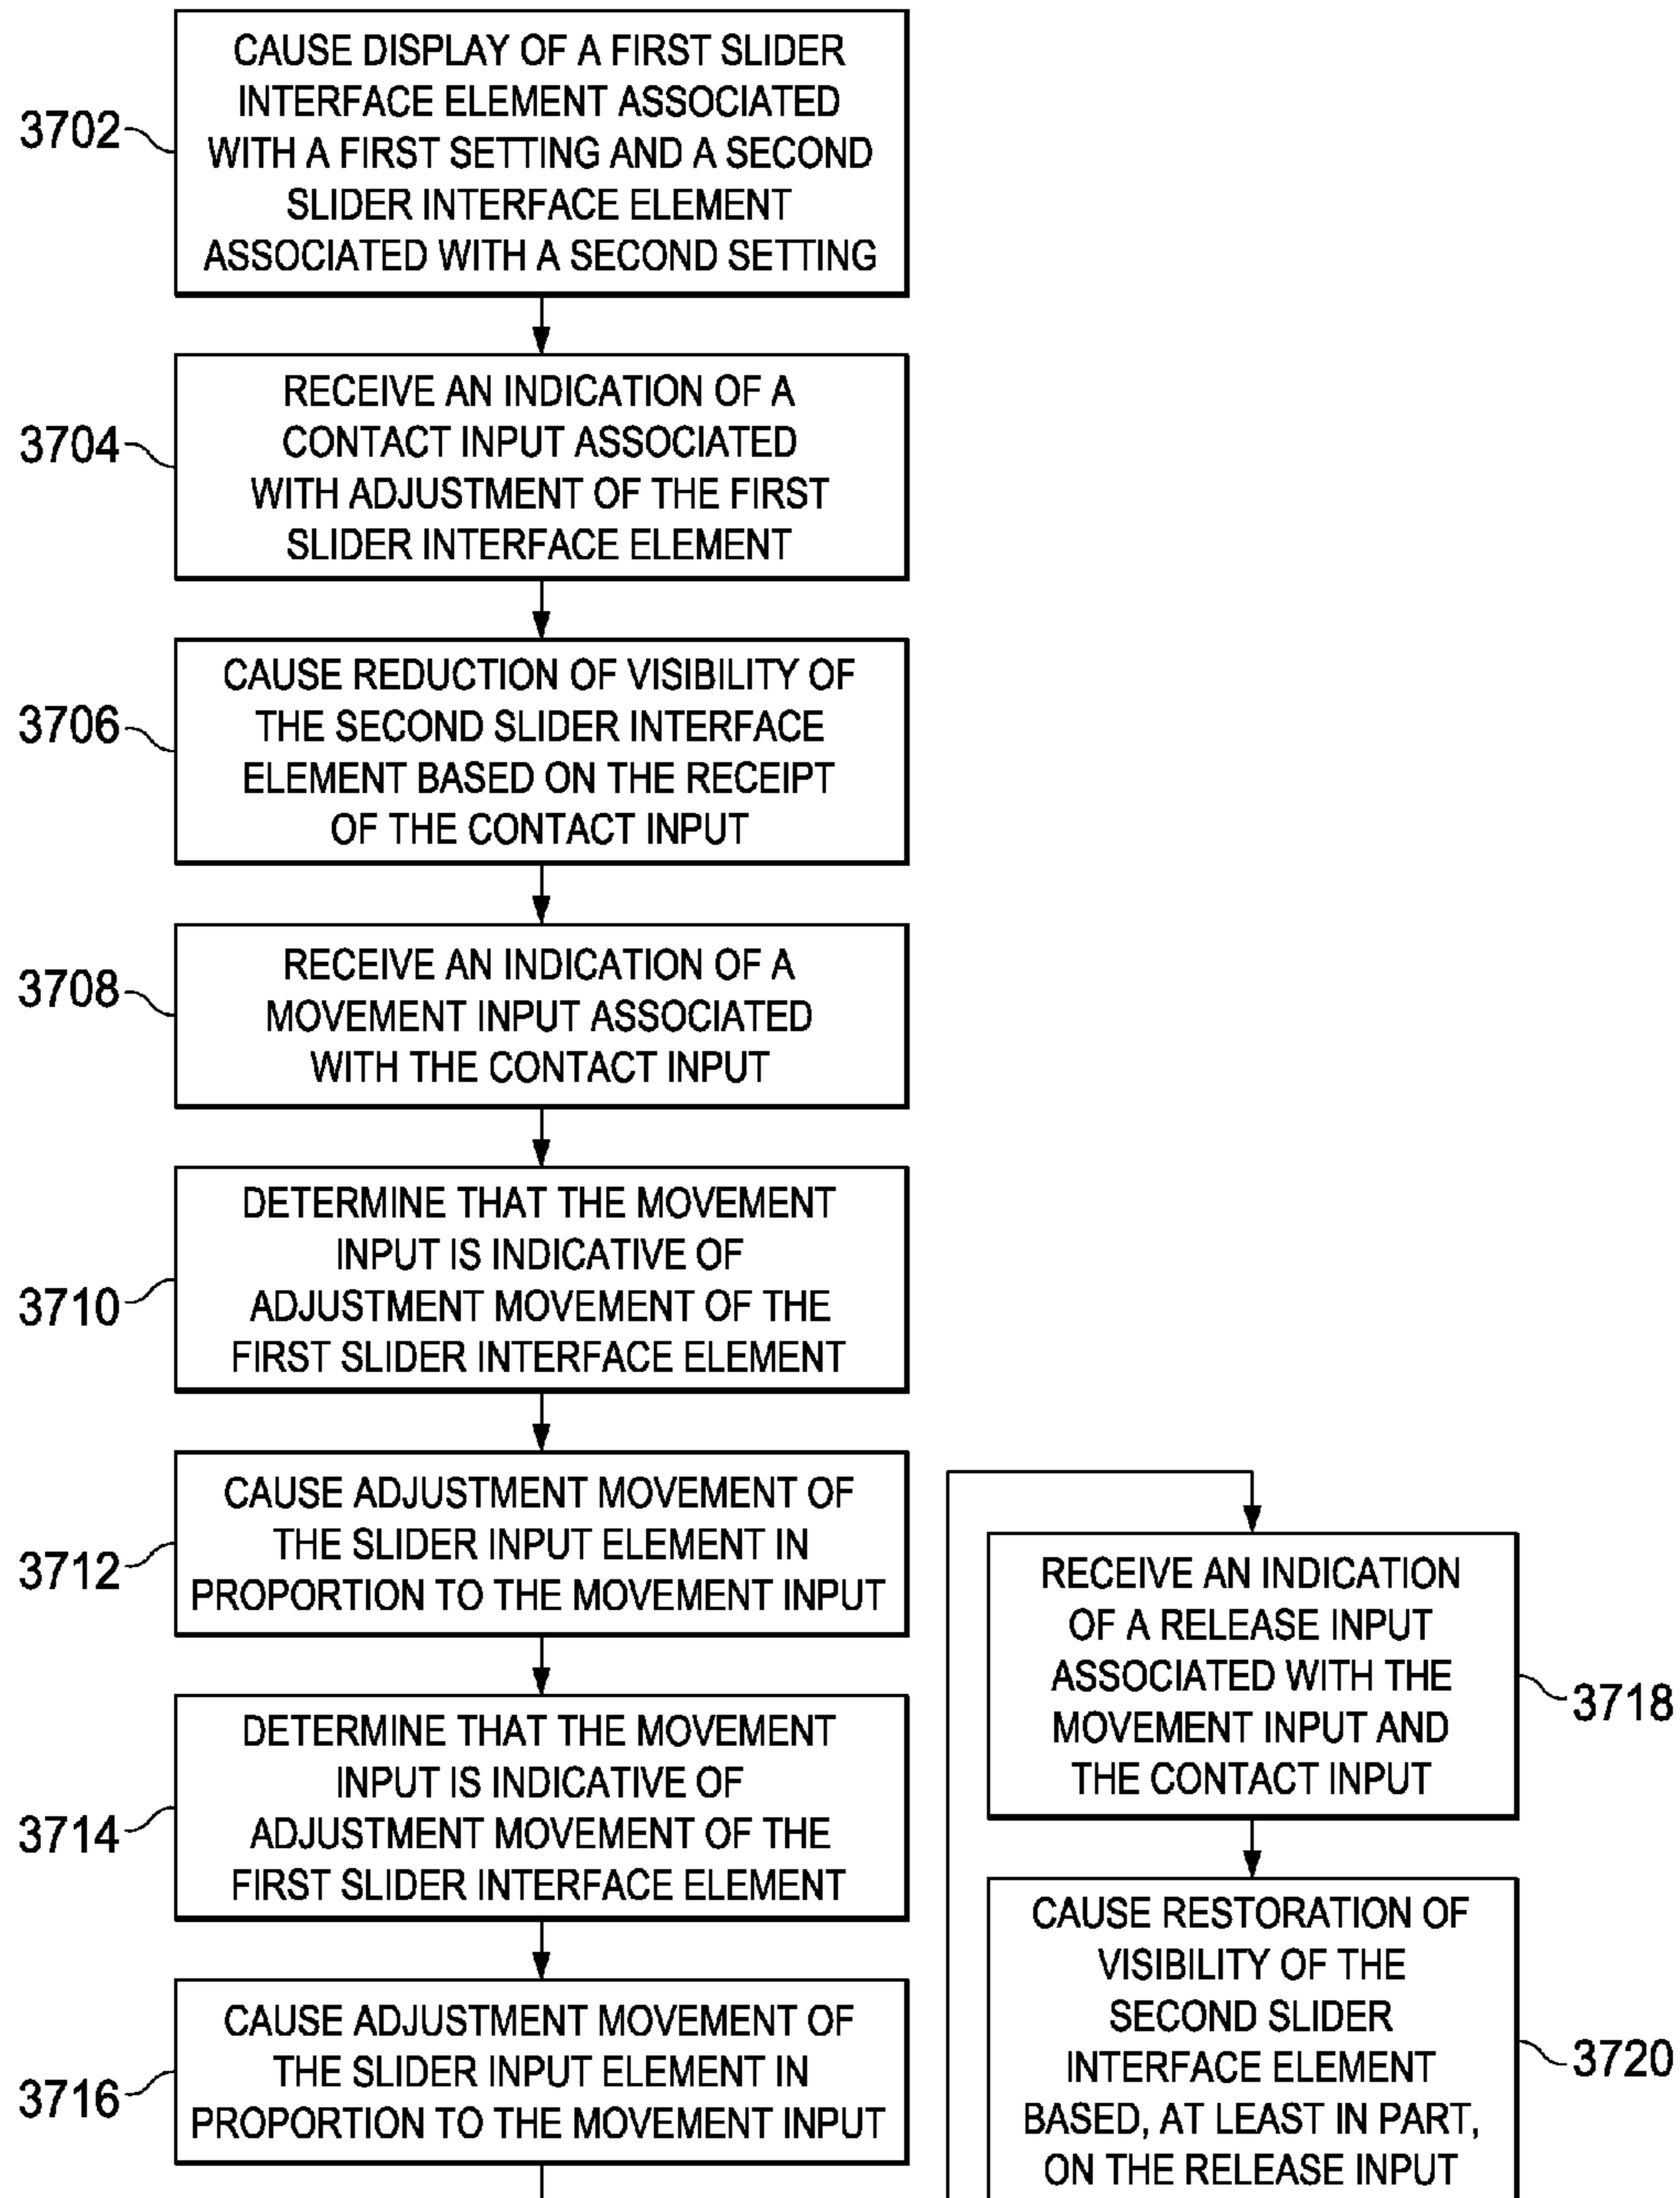 3702
CAUSE DISPLAY OF A FIRST SLIDER
INTERFACE ELEMENT ASSOCIATED
WITH A FIRST SETTING AND A SECOND
SLIDER INTERFACE ELEMENT
ASSOCIATED WITH A SECOND SETTING
3704
RECEIVE AN INDICATION OF A
CONTACT INPUT ASSOCIATED
WITH ADJUSTMENT OF THE FIRST
SLIDER INTERFACE ELEMENT
3706
CAUSE REDUCTION OF VISIBILITY OF
THE SECOND SLIDER INTERFACE
ELEMENT BASED ON THE RECEIPT
OF THE CONTACT INPUT
3708
RECEIVE AN INDICATION OF A
MOVEMENT INPUT ASSOCIATED
WITH THE CONTACT INPUT
3710
DETERMINE THAT THE MOVEMENT
INPUT IS INDICATIVE OF
ADJUSTMENT MOVEMENT OF THE
FIRST SLIDER INTERFACE ELEMENT
3712
CAUSE ADJUSTMENT MOVEMENT OF
THE SLIDER INPUT ELEMENT IN
PROPORTION TO THE MOVEMENT INPUT
3714
DETERMINE THAT THE MOVEMENT
INPUT IS INDICATIVE OF
ADJUSTMENT MOVEMENT OF THE
FIRST SLIDER INTERFACE ELEMENT
3716
CAUSE ADJUSTMENT MOVEMENT OF
THE SLIDER INPUT ELEMENT IN
PROPORTION TO THE MOVEMENT INPUT
RECEIVE AN INDICATION
OF A RELEASE INPUT
ASSOCIATED WITH THE
MOVEMENT INPUT AND
THE CONTACT INPUT
3718
CAUSE RESTORATION OF
VISIBILITY OF THE
SECOND SLIDER
INTERFACE ELEMENT
BASED, AT LEAST IN PART,
ON THE RELEASE INPUT
3720